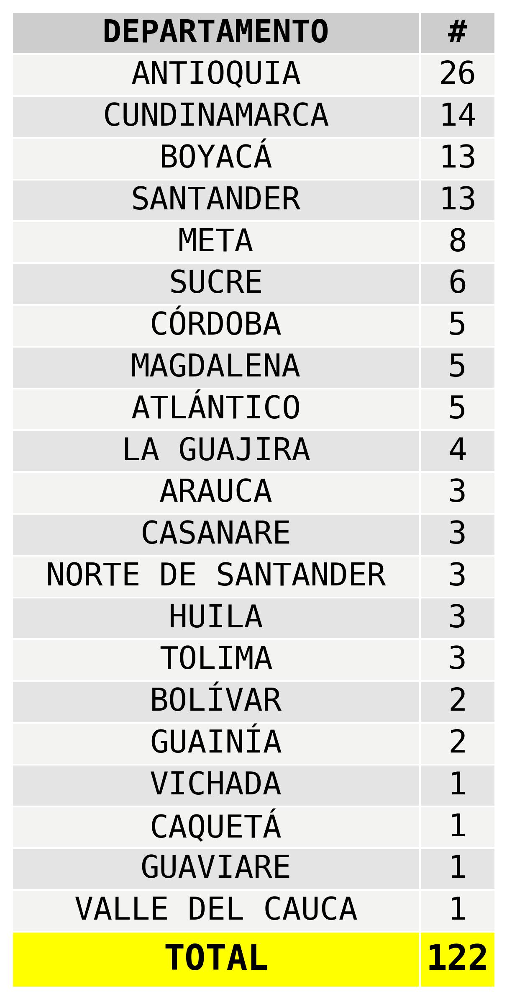 DEPARTAMENTO #
ANTIOQUIA 26
CUNDINAMARCA 14
BOYACÁ 13
SANTANDER 13
META 8
SUCRE 6
CÓRDOBA 5
MAGDALENA 5
ATLÁNTICO 5
LA GUAJIRA 4
ARAUCA 3
CASANARE 3
NORTE DE SANTANDER 3
HUILA 3
TOLIMA 3
BOLÍVAR 2
GUAINÍA 2
VICHADA 1
CAQUETÁ 1
GUAVIARE 1
VALLE DEL CAUCA 1
TOTAL 122